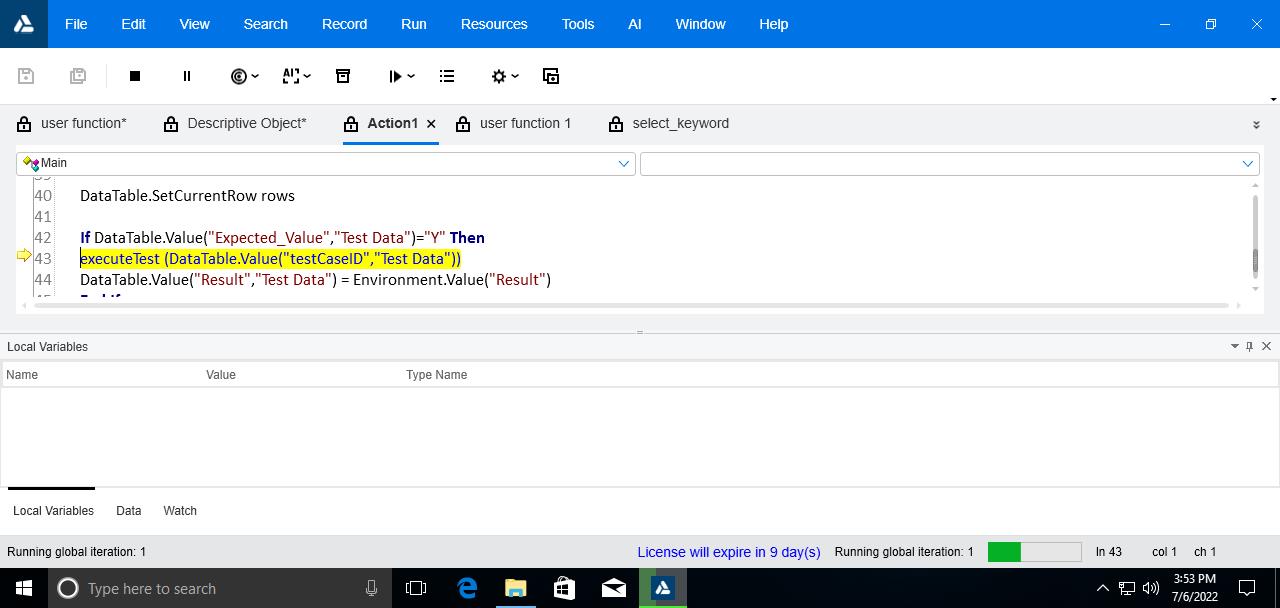 File Edit View Search Record Run Resources Tools AI Window Help
user function* Descriptive Object* Action1 user function 1 select_keyword
Main
39
40 DataTable.SetCurrentRow rows
41
42 If DataTable.Value("Expected_Value","Test Data")="Y" Then
43 executeTest (DataTable.Value("testCaseID","Test Data"))
44 DataTable.Value("Result","Test Data") = Environment.Value("Result")
45 End If
Local Variables
Name Value Type Name
Local Variables Data Watch
Running global iteration: 1 License will expire in 9 day(s) Running global iteration: 1 ln 43 col 1 ch 1
Type here to search
3:53 PM
7/6/2022